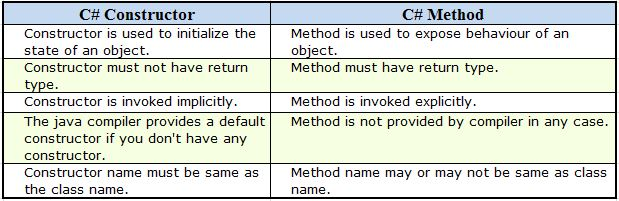 C# Constructor C# Method
Constructor is used to initialize the Method is used to expose behaviour of an
state of an object. object.
Constructor must not have return Method must have return type.
type.
Constructor is invoked implicitly. Method is invoked explicitly.
The java compiler provides a default Method is not provided by compiler in any case.
constructor if you don't have any
constructor.
Constructor name must be same as Method name may or may not be same as class
the class name. name.